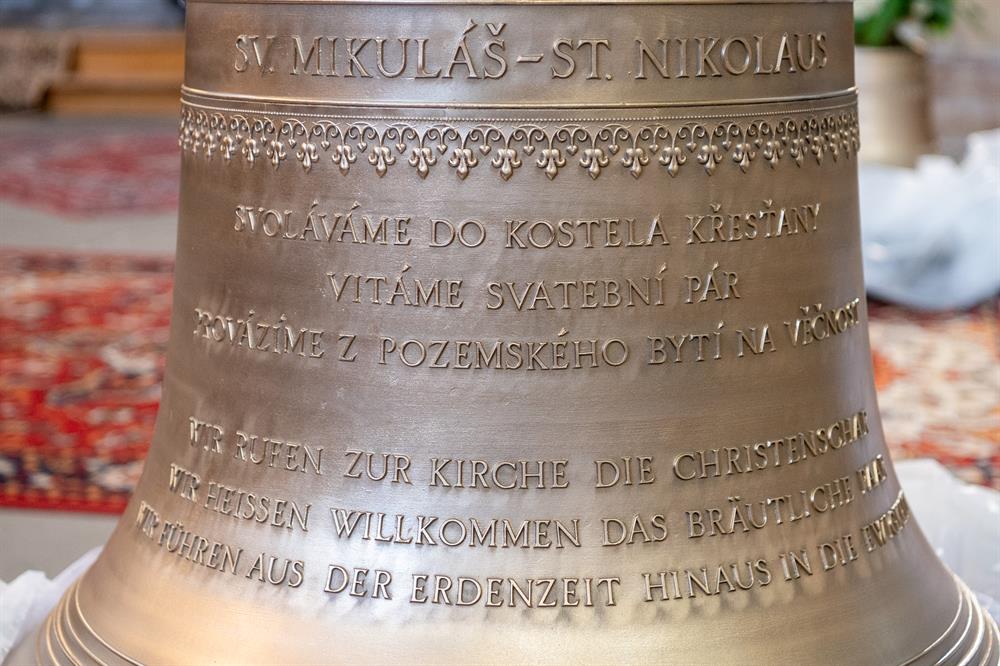 SV. MIKULÁŠ – ST. NIKOLAUS
SVOLÁVÁME DO KOSTELA KŘESŤANY
VITÁME SVATEBNÍ PÁR
PROVÁZÍME Z POZEMSKÉHO BYTÍ NA VĚČNOST
WIR RUFEN ZUR KIRCHE DIE CHRISTENSCHAR
WIR HEISSEN WILLKOMMEN DAS BRÄUTLICHE PAAR
WIR FÜHREN AUS DER ERDENZEIT HINAUS IN DIE EWIGKEIT